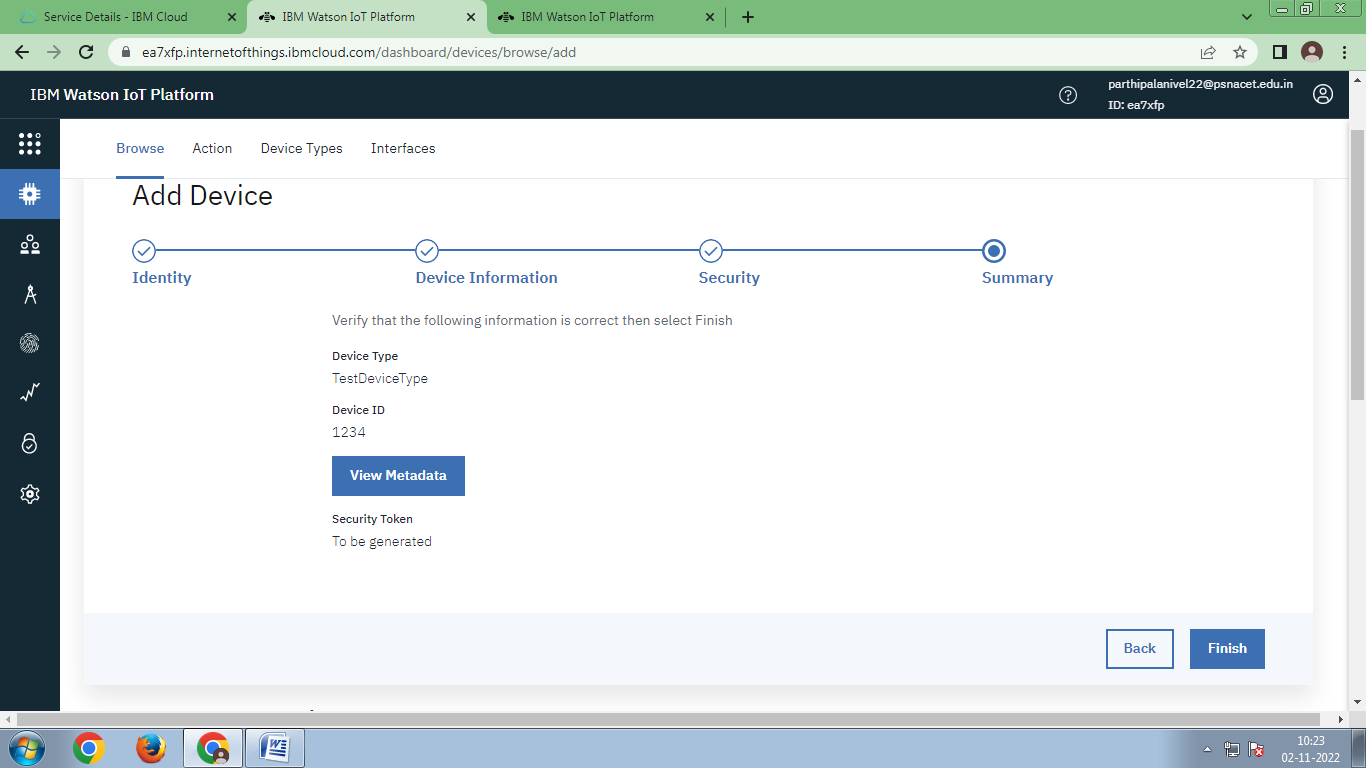 Service Details - IBM Cloud
IBM Watson IoT Platform
IBM Watson IoT Platform
ea7xfp.internetofthings.ibmcloud.com/dashboard/devices/browse/add
IBM Watson IoT Platform
parthipalanivel22@psnacet.edu.in
ID: ea7xfp
Browse Action Device Types Interfaces
Add Device
Identity Device Information Security Summary
Verify that the following information is correct then select Finish
Device Type
TestDeviceType
Device ID
1234
View Metadata
Security Token
To be generated
Back Finish
10:23
02-11-2022